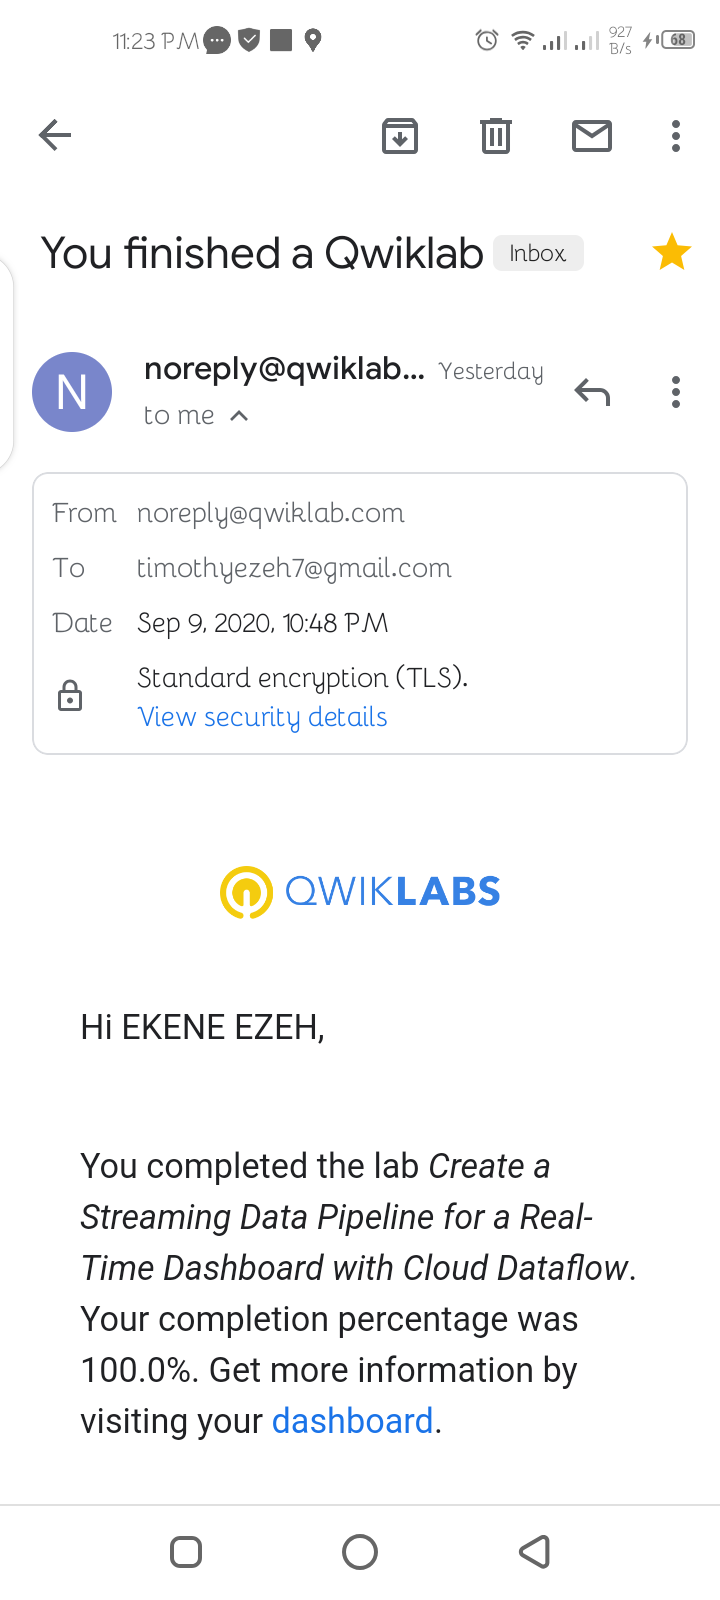 11:23 PM 927 B/s 68
You finished a Qwiklab Inbox
N noreply@qwiklab... Yesterday
to me
From noreply@qwiklab.com
To timothyezeh7@gmail.com
Date Sep 9, 2020, 10:48 PM
Standard encryption (TLS).
View security details
QWIKLABS
Hi EKENE EZEH,
You completed the lab Create a
Streaming Data Pipeline for a Real-
Time Dashboard with Cloud Dataflow.
Your completion percentage was
100.0%. Get more information by
visiting your dashboard.